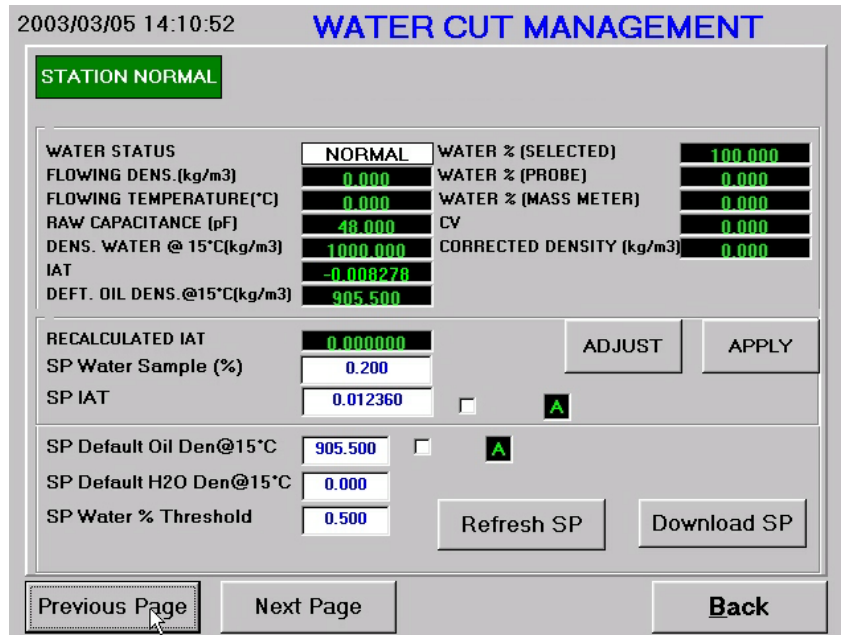 2003/03/05 14:10:52 WATER CUT MANAGEMENT
STATION NORMAL
WATER STATUS NORMAL WATER % (SELECTED) 100.000
FLOWING DENS.(kg/m3) 0.000 WATER % (PROBE) 0.000
FLOWING TEMPERATURE(°C) 0.000 WATER % (MASS METER) 0.000
RAW CAPACITANCE (pF) 48.000 CV 0.000
DENS. WATER @ 15°C(kg/m3) 1000.000 CORRECTED DENSITY (kg/m3) 0.000
IAT -0.008278
DEFT. OIL DENS.@15°C(kg/m3) 905.500
RECALCULATED IAT 0.000000 ADJUST APPLY
SP Water Sample (%) 0.200
SP IAT 0.012360 A
SP Default Oil Den@15°C 905.500 A
SP Default H2O Den@15°C 0.000
SP Water % Threshold 0.500 Refresh SP Download SP
Previous Page Next Page Back